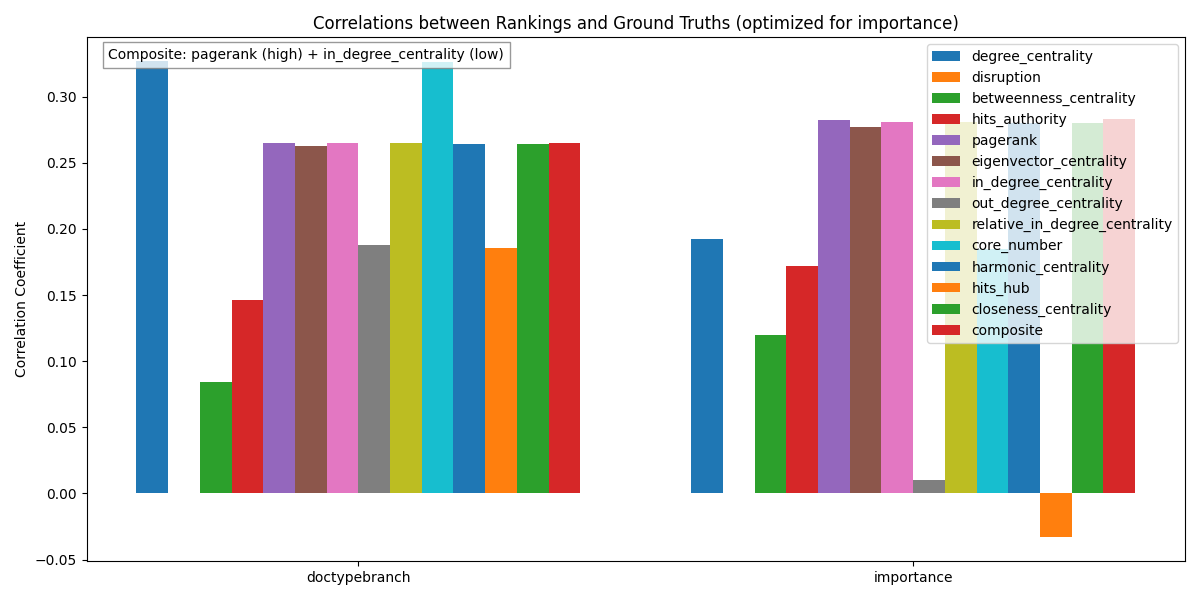 Correlations between Rankings and Ground Truths (optimized for importance)
Composite: pagerank (high) + in_degree_centrality (low)
Correlation Coefficient
0.30
0.25
0.20
0.15
0.10
0.05
0.00
−0.05
doctypebranch
importance
degree_centrality
disruption
betweenness_centrality
hits_authority
pagerank
eigenvector_centrality
in_degree_centrality
out_degree_centrality
relative_in_degree_centrality
core_number
harmonic_centrality
hits_hub
closeness_centrality
composite